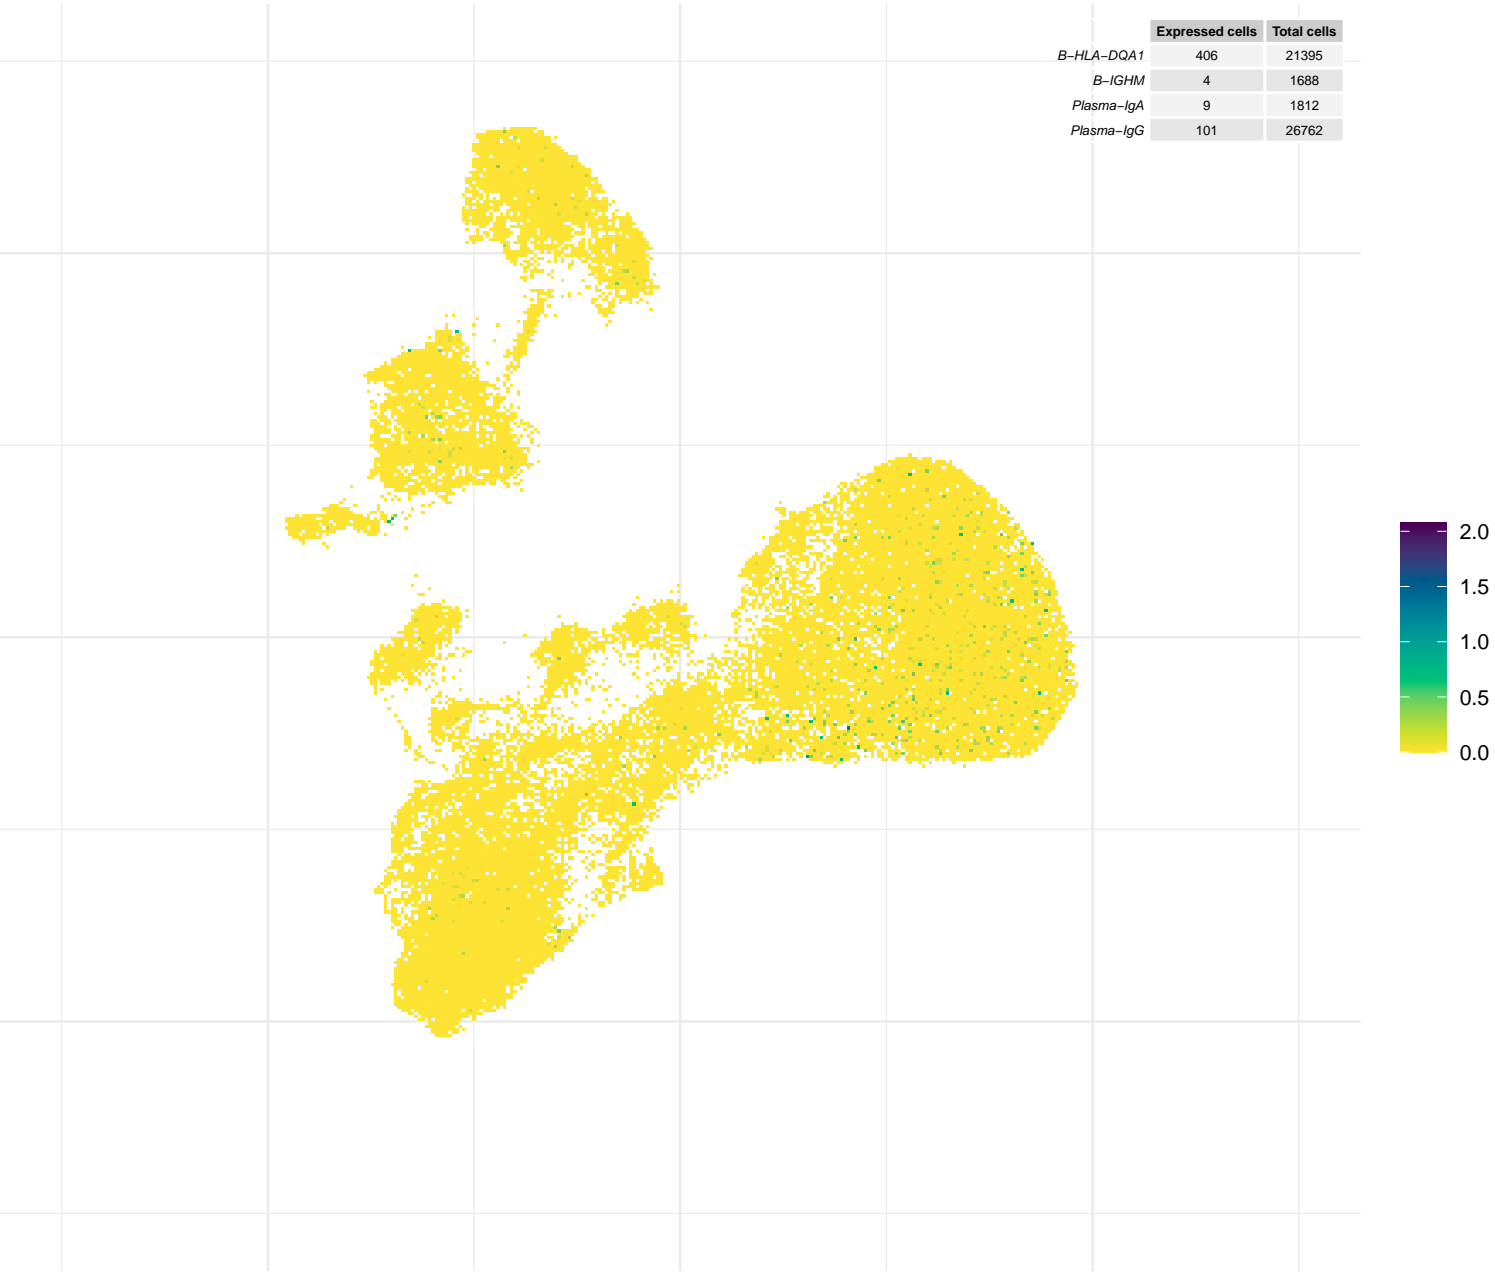 Expressed cells Total cells
B−HLA−DQA1 406 21395
B−IGHM 4 1688
Plasma−IgA 9 1812
Plasma−IgG 101 26762
2.0
1.5
1.0
0.5
0.0